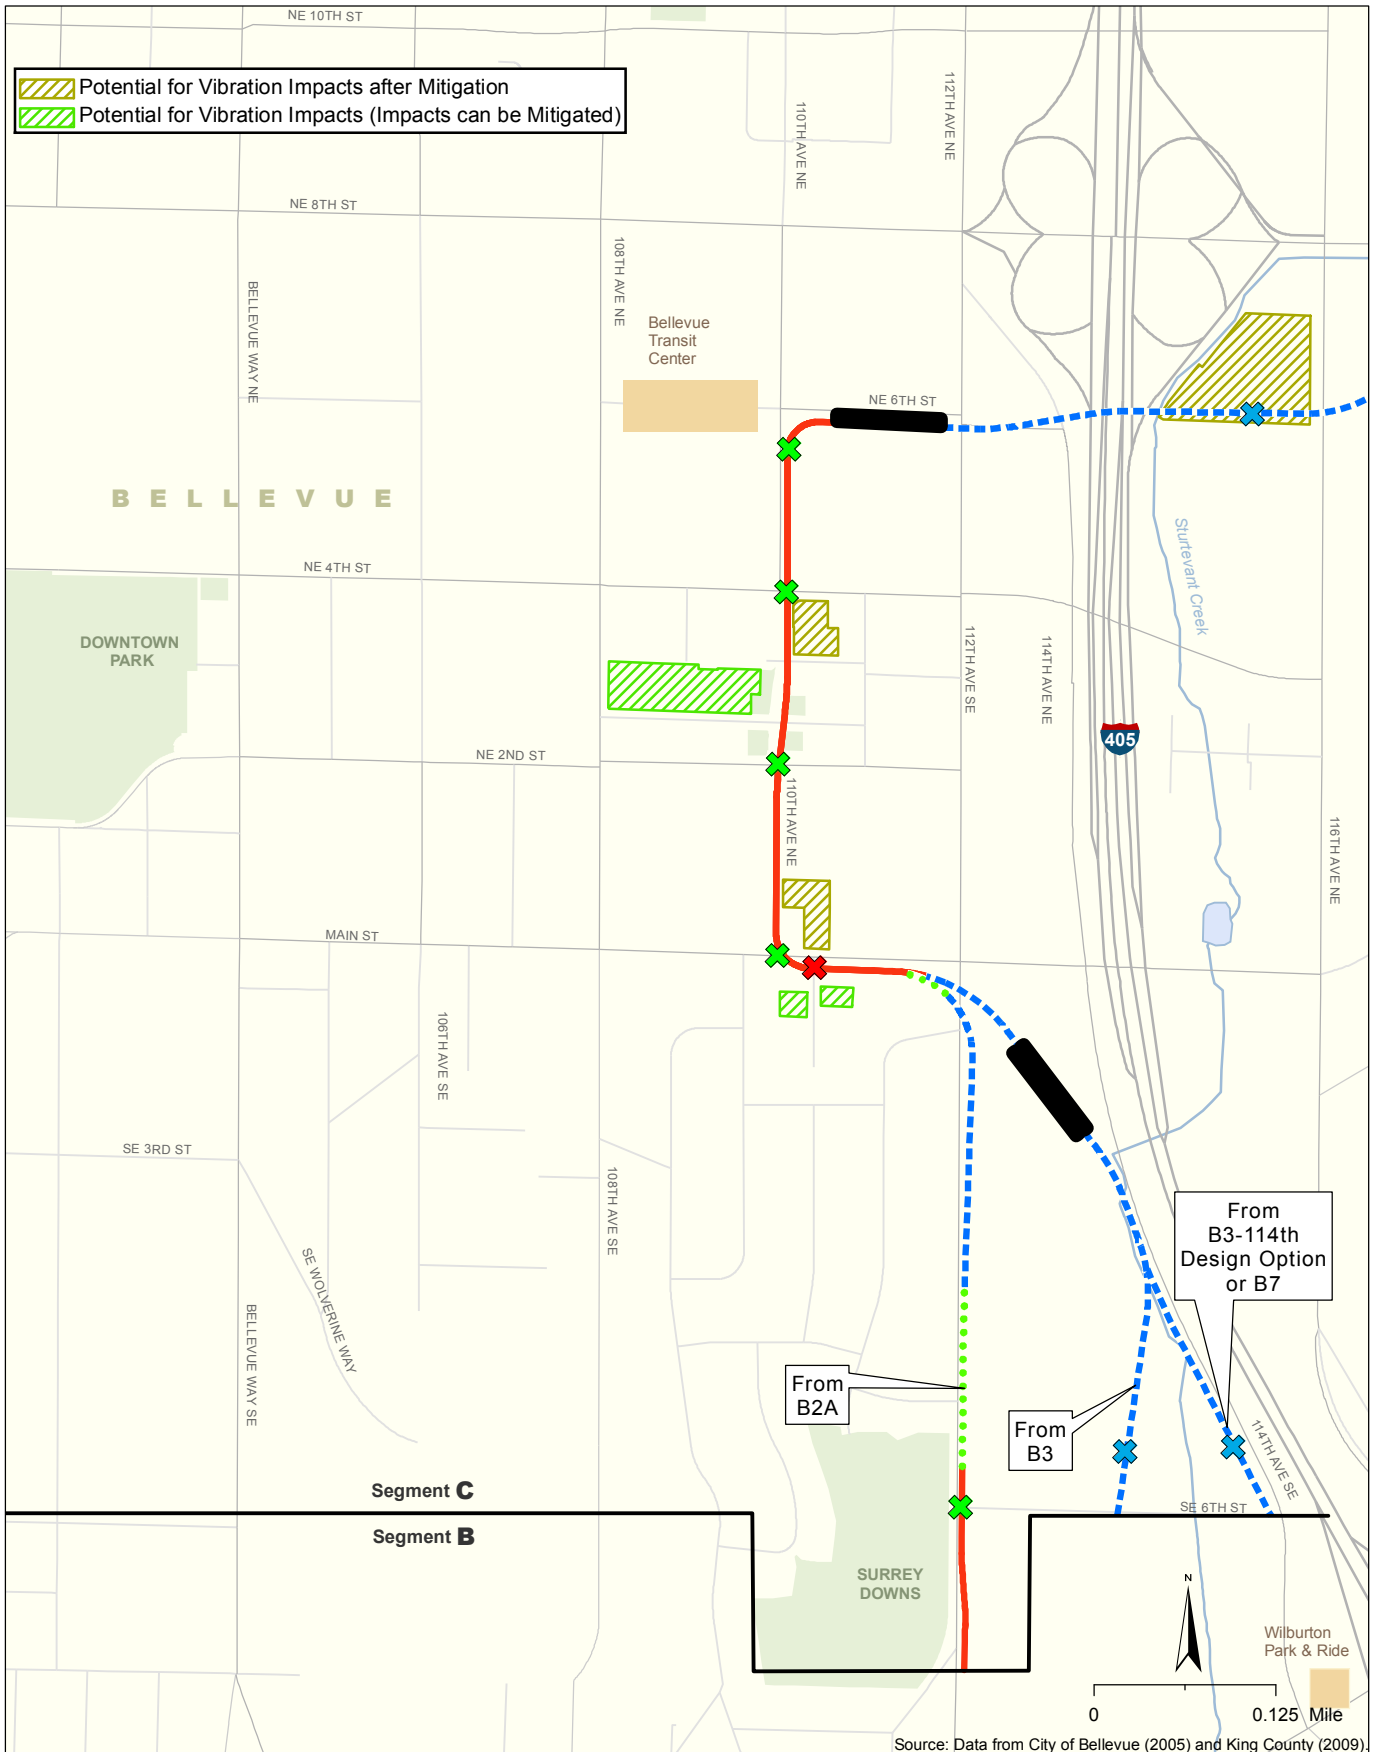 NE 10TH ST
Potential for Vibration Impacts after Mitigation
Potential for Vibration Impacts (Impacts can be Mitigated)
110TH AVE NE
112TH AVE NE
NE 8TH ST
108TH AVE NE
BELLEVUE WAY NE
Bellevue
Transit
Center
NE 6TH ST
BELLEVUE
Sturtevant Creek
NE 4TH ST
DOWNTOWN
PARK
112TH AVE SE
114TH AVE NE
405
NE 2ND ST
110TH AVE NE
116TH AVE NE
MAIN ST
106TH AVE SE
SE 3RD ST
108TH AVE SE
From
B3-114th
Design Option
or B7
SE WOLVERINE WAY
BELLEVUE WAY SE
From
B2A
From
B3
114TH AVE SE
Segment C
SE 6TH ST
Segment B
SURREY
DOWNS
N
Wilburton
Park & Ride
0 0.125 Mile
Source: Data from City of Bellevue (2005) and King County (2009).